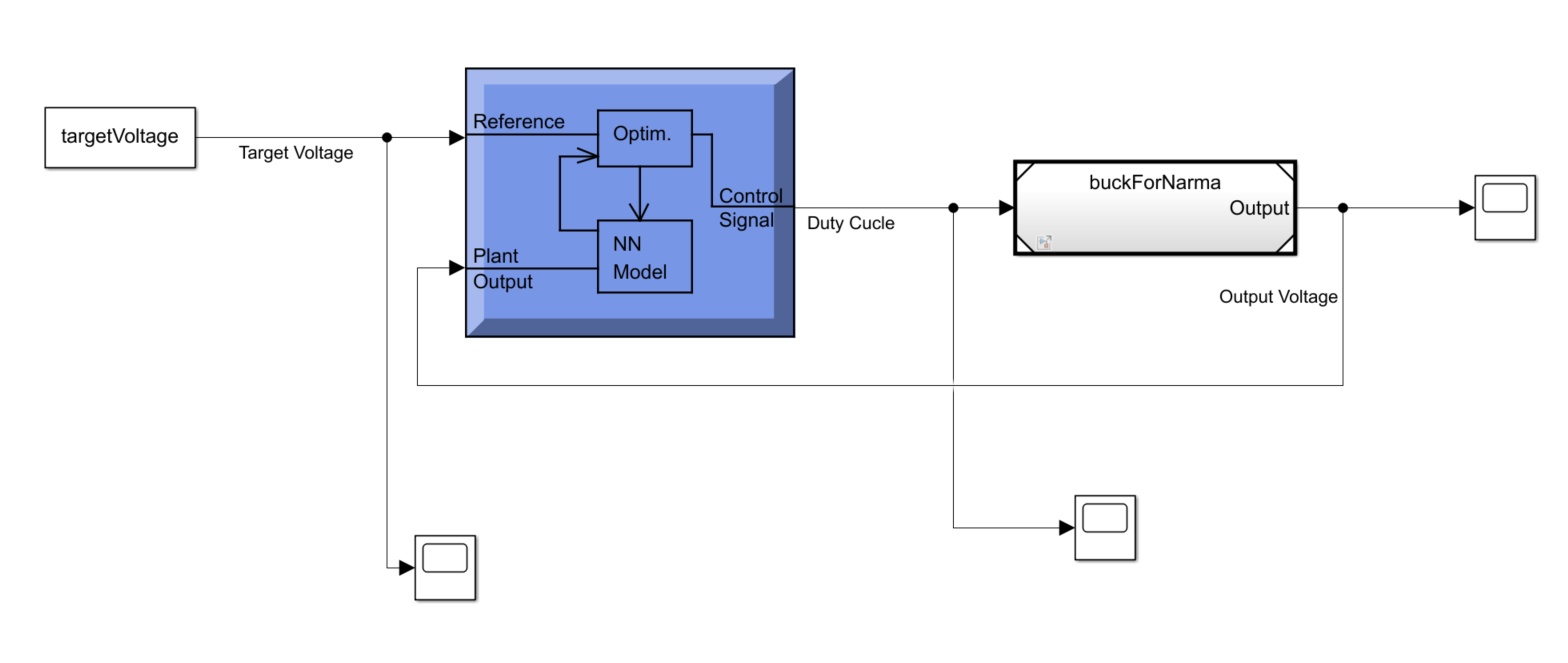 targetVoltage
Target Voltage
Reference
Optim.
Control
Signal
NN
Model
Plant
Output
Duty Cucle
buckForNarma
Output
Output Voltage